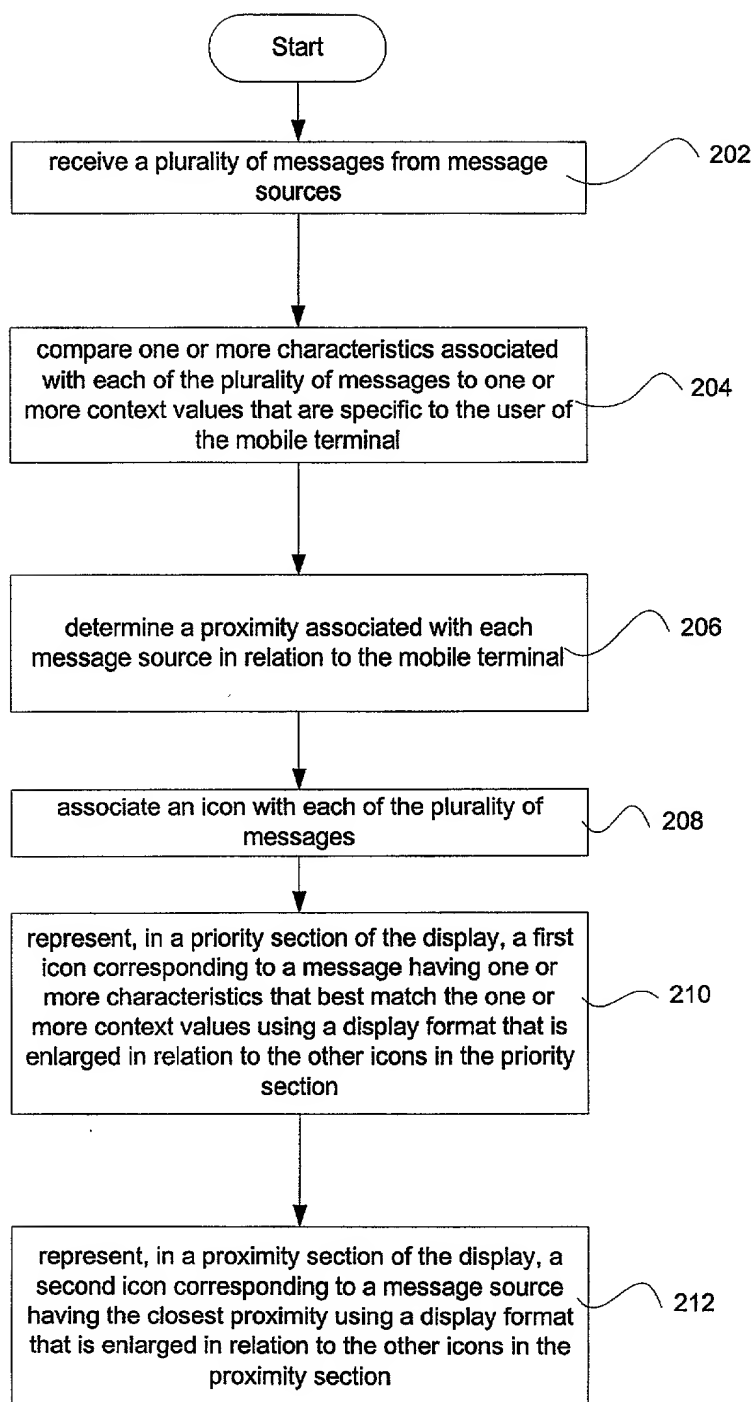 Start
receive a plurality of messages from message
sources
202
compare one or more characteristics associated
with each of the plurality of messages to one or
more context values that are specific to the user of
the mobile terminal
204
determine a proximity associated with each
message source in relation to the mobile terminal
206
associate an icon with each of the plurality of
messages
208
represent, in a priority section of the display, a first
icon corresponding to a message having one or
more characteristics that best match the one or
more context values using a display format that is
enlarged in relation to the other icons in the priority
section
210
represent, in a proximity section of the display, a
second icon corresponding to a message source
having the closest proximity using a display format
that is enlarged in relation to the other icons in the
proximity section
212